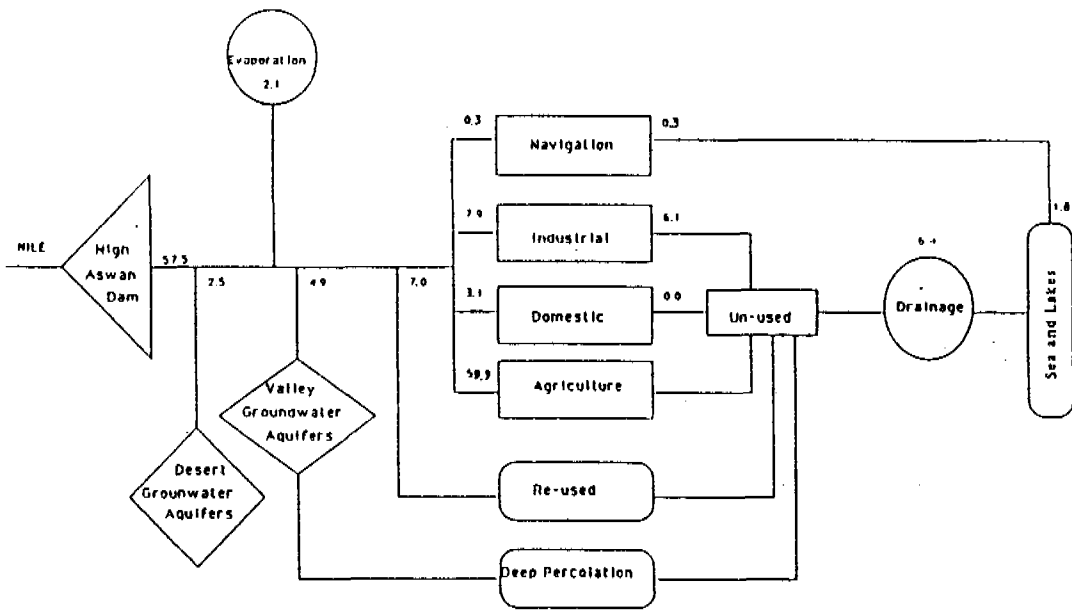 Evaporation
2.1
0.3
Navigation
0.3
NILE
High
Aswan
Dam
57.5
2.5
4.9
7.0
7.9
Industrial
6.1
3.1
Domestic
0.0
Un-used
Drainage
1.8
Sea and Lakes
Agriculture
Valley
Groundwater
Aquifers
Desert
Grounwater
Aquifers
Re-used
Deep Percolation